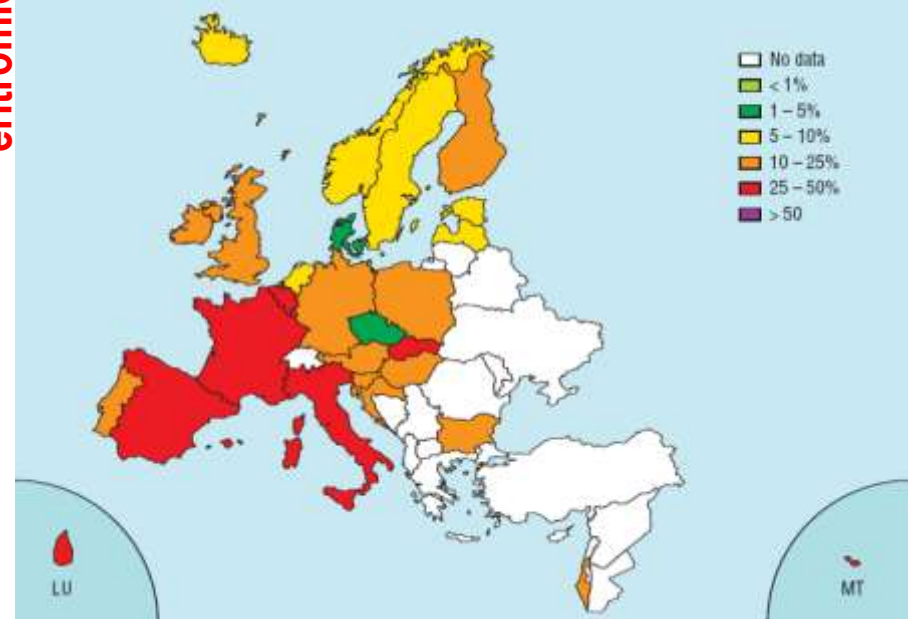 No data
< 1%
1 – 5%
5 – 10%
10 – 25%
25 – 50%
> 50
LU
MT